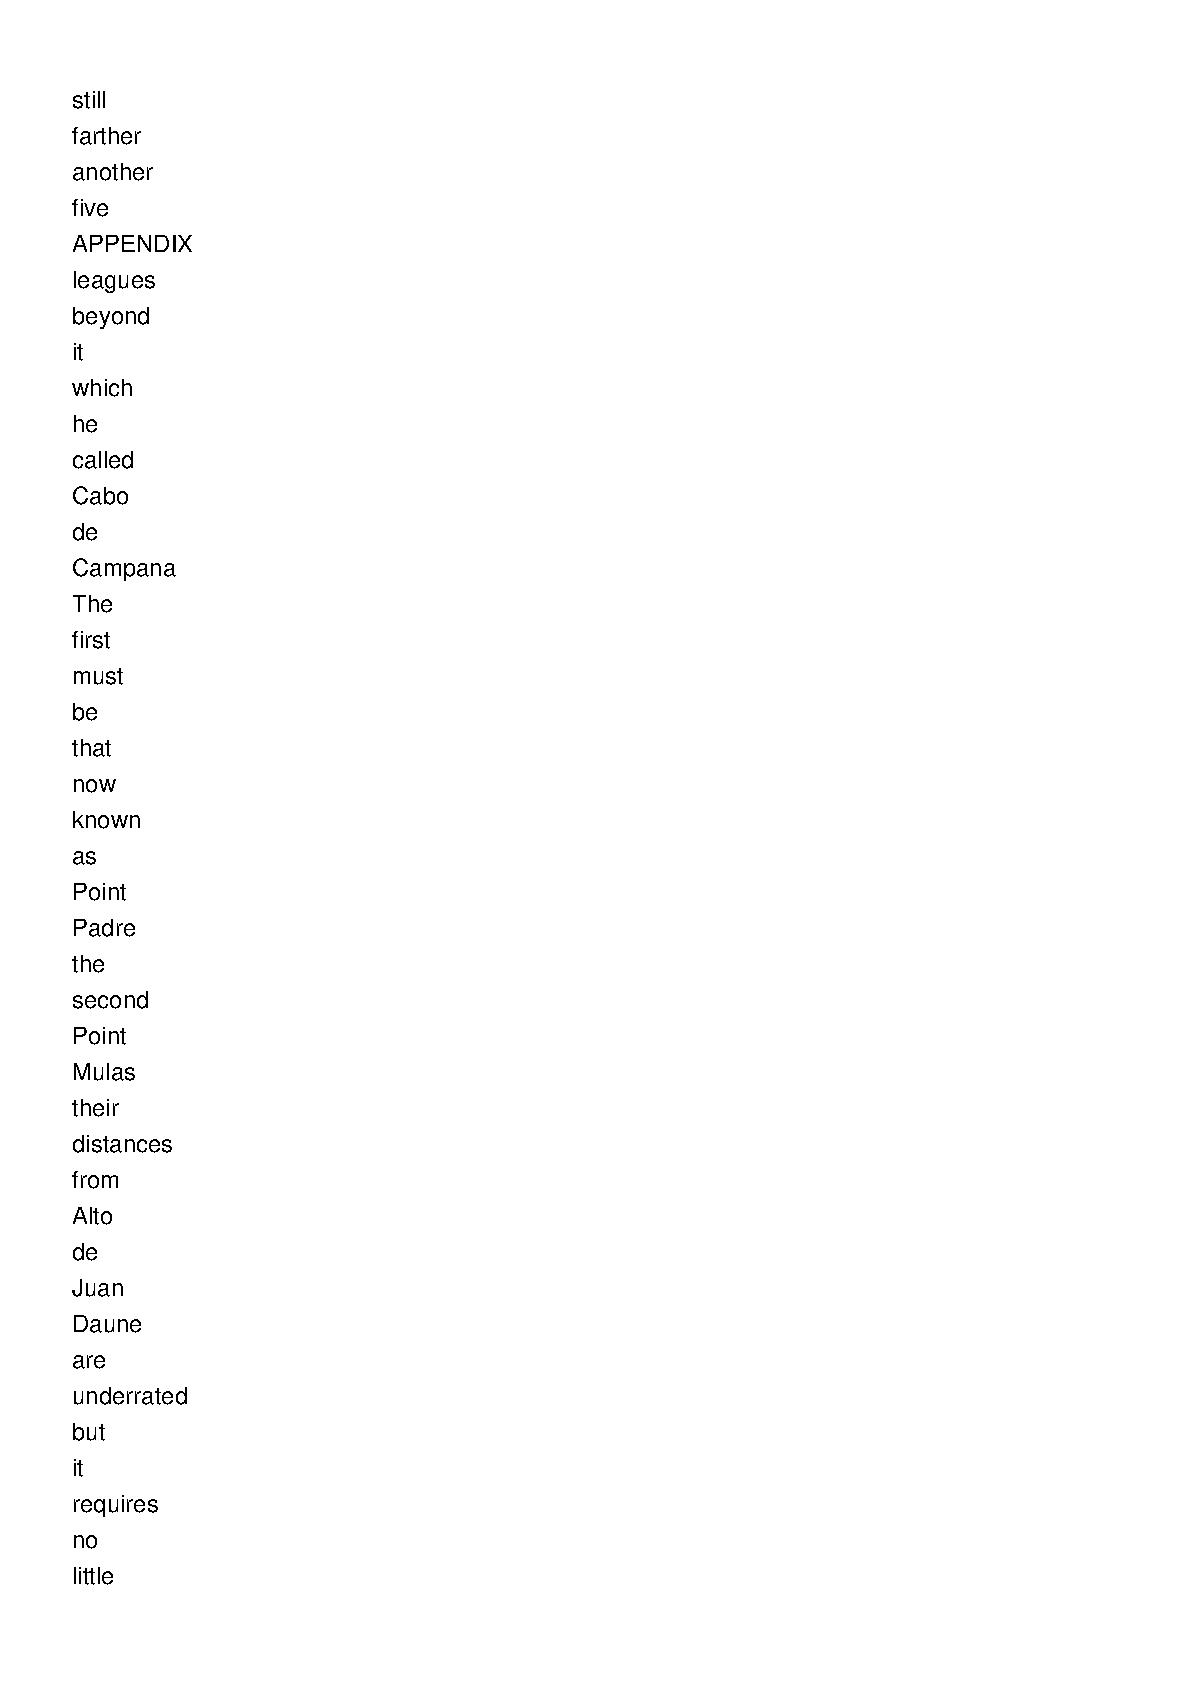 still
farther
another
five
APPENDIX
leagues
beyond
it
which
he
called
Cabo
de
Campana
The
first
must
be
that
now
known
as
Point
Padre
the
second
Point
Mulas
their
distances
from
Alto
de
Juan
Daune
are
underrated
but
it
requires
no
little